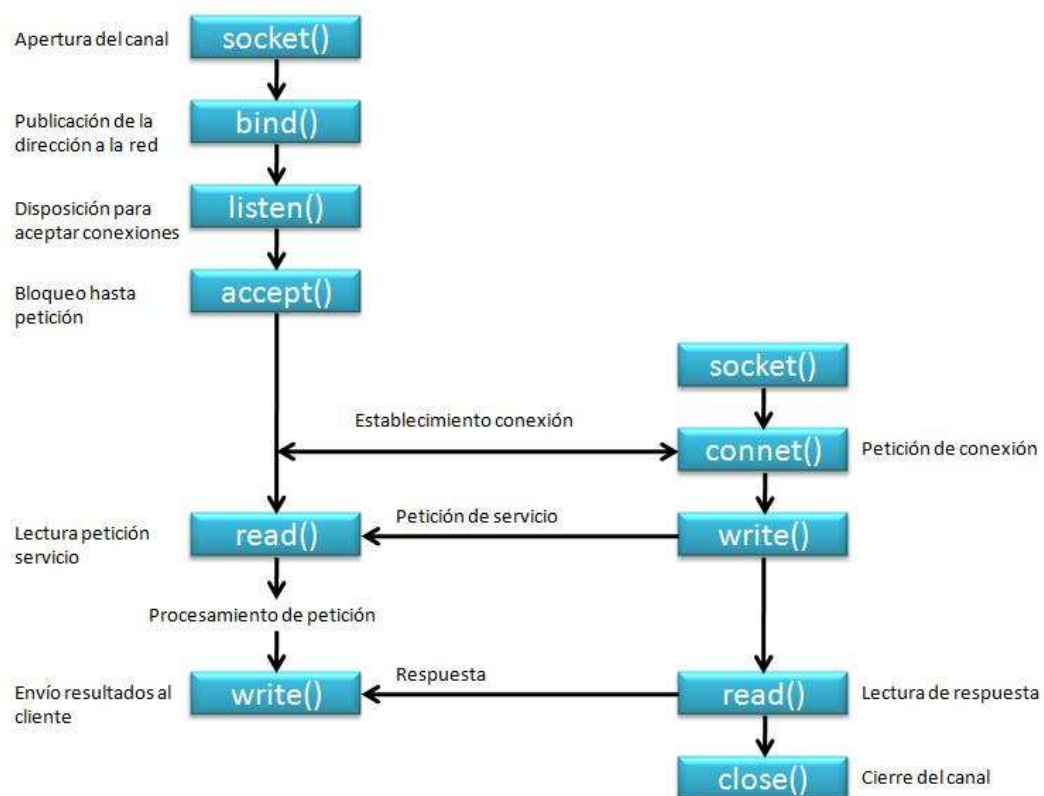 Apertura del canal
socket()
Publicación de la
dirección a la red
bind()
Disposición para
aceptar conexiones
listen()
Bloqueo hasta
petición
accept()
socket()
Establecimiento conexión
connet()
Petición de conexión
Lectura petición
servicio
read()
Petición de servicio
write()
Procesamiento de petición
Envío resultados al
cliente
write()
Respuesta
read()
Lectura de respuesta
close()
Cierre del canal